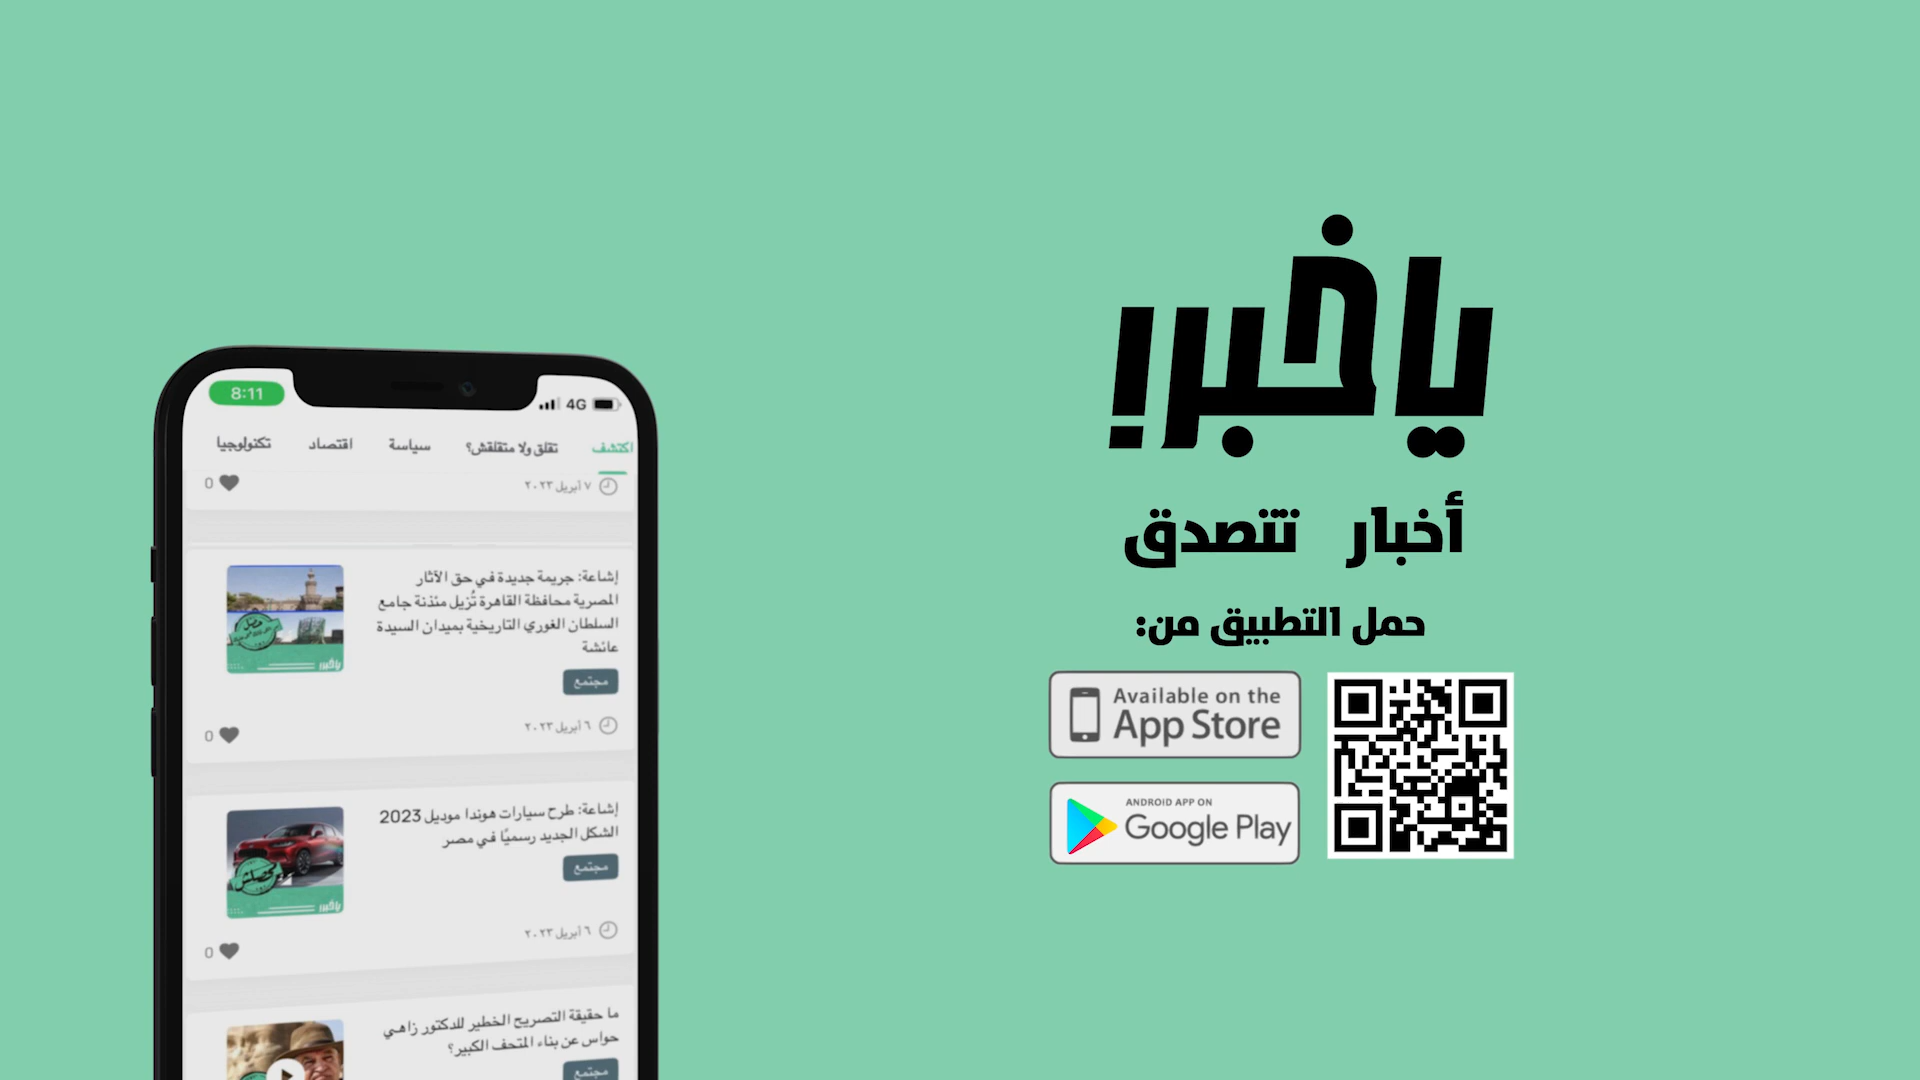 8:11
4G
اكتشف
تقلق ولا متقلقش؟
سياسة
اقتصاد
تكنولوجيا
٧ أبريل ٢٠٢٣
0
إشاعة: جريمة جديدة في حق الآثار
المصرية محافظة القاهرة تُزيل مئذنة جامع
السلطان الغوري التاريخية بميدان السيدة
عائشة
مجتمع
٦ أبريل ٢٠٢٣
0
إشاعة: طرح سيارات هوندا موديل 2023
الشكل الجديد رسميًا في مصر
مجتمع
٦ أبريل ٢٠٢٣
0
ما حقيقة التصريح الخطير للدكتور زاهي
حواس عن بناء المتحف الكبير؟
مجتمع
يا خبر!
أخبار تتصدق
حمل التطبيق من:
Available on the
App Store
ANDROID APP ON
Google Play